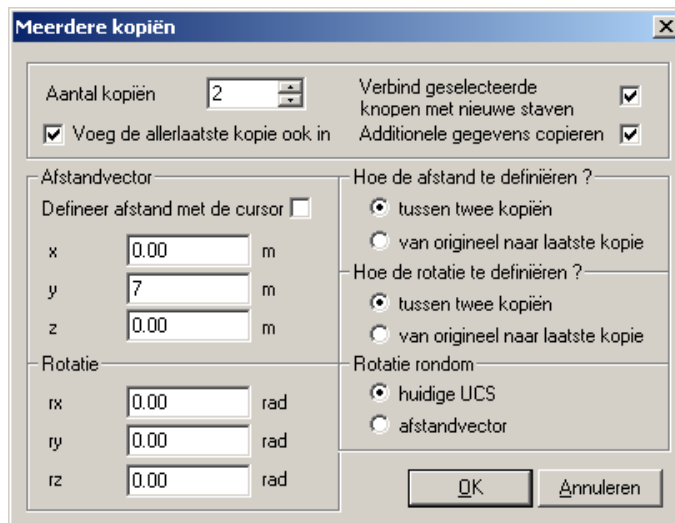 Meerdere kopiën
Aantal kopiën 2
Verbind geselecteerde
knopen met nieuwe staven
Voeg de allerlaatste kopie ook in
Additionele gegevens copieren
Afstandvector
Defineer afstand met de cursor
x 0.00 m
y 7 m
z 0.00 m
Hoe de afstand te definiëren ?
tussen twee kopiën
van origineel naar laatste kopie
Hoe de rotatie te definiëren ?
tussen twee kopiën
van origineel naar laatste kopie
Rotatie
rx 0.00 rad
ry 0.00 rad
rz 0.00 rad
Rotatie rondom
huidige UCS
afstandvector
OK
Annuleren